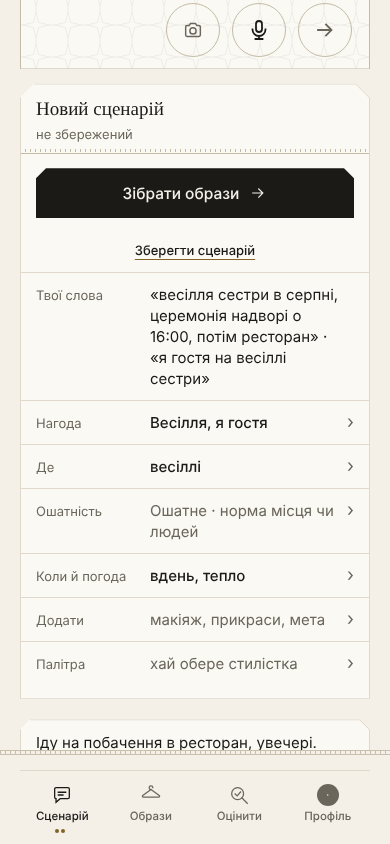 Новий сценарій
не збережений
Зібрати образи →
Зберегти сценарій
Твої слова
«весілля сестри в серпні,
церемонія надворі о
16:00, потім ресторан» ·
«я гостя на весіллі
сестри»
Нагода
Весілля, я гостя
Де
весіллі
Ошатність
Ошатне · норма місця чи
людей
Коли й погода
вдень, тепло
Додати
макіяж, прикраси, мета
Палітра
хай обере стилістка
Іду на побачення в ресторан, увечері.
Сценарій
Образи
Оцінити
Профіль